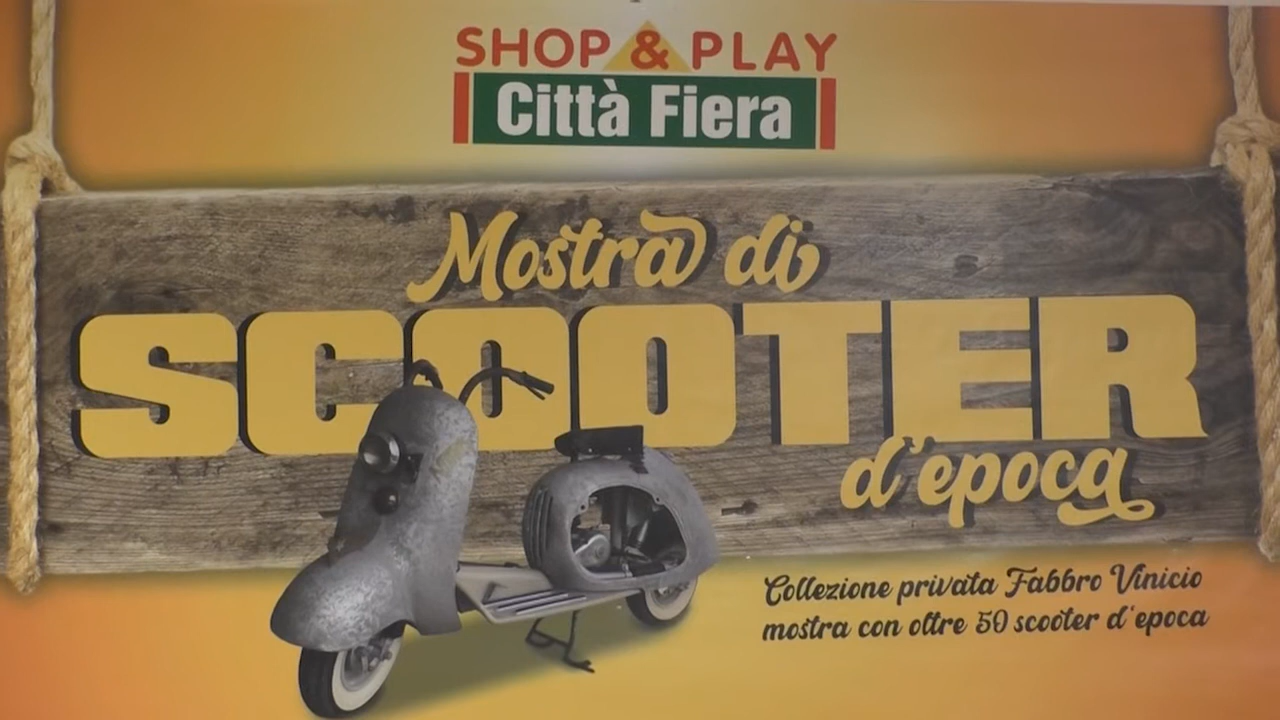 SHOP & PLAY
Città Fiera
Mostra di
SCOOTER
d'epoca
Collezione privata Fabbro Vinicio
mostra con oltre 50 scooter d'epoca